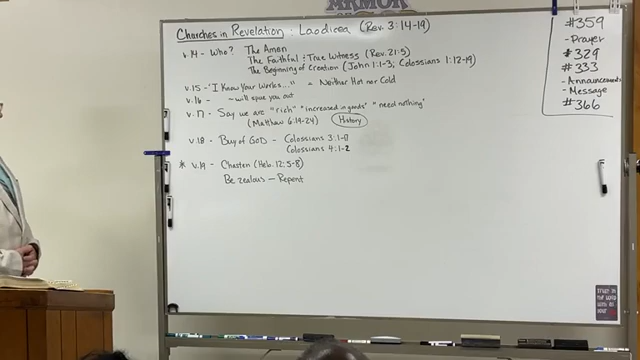 ARMOR
Churches in Revelation: Laodicea (Rev. 3:14-19)
v.14 - Who? The Amen
The Faithful & True Witness (Rev. 21:5)
The Beginning of Creation (John 1:1-3; Colossians 1:12-19)
v.15 - "I Know Your Works..." = Neither Hot nor Cold
v.16 - ~ will spue you out
v.17 - Say we are "rich" "increased in goods" "need nothing"
(Matthew 6:19-24) History
v.18 - Buy of GOD - Colossians 3:1-17
Colossians 4:1-2
* v.19 - Chasten (Heb. 12:5-8)
Be zealous - Repent
#359
- Prayer
#329
#333
- Announcements
- Message
#366